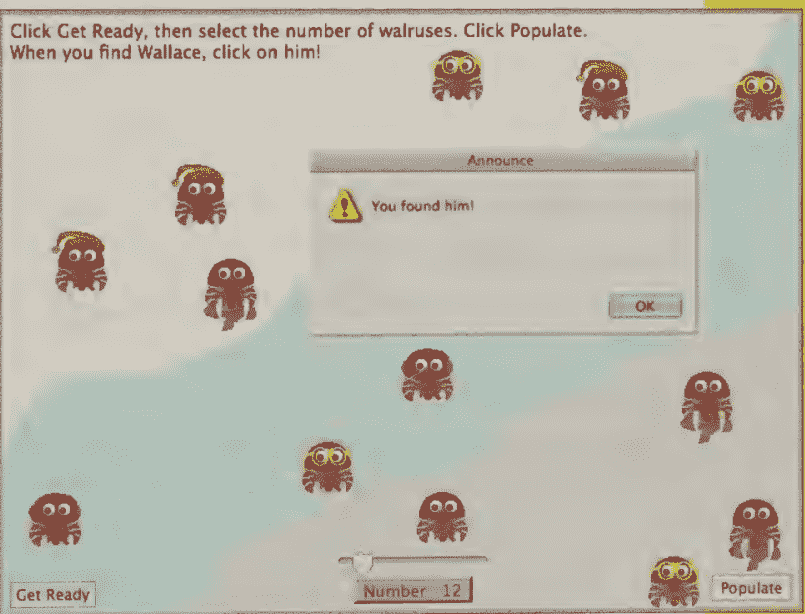 Click Get Ready, then select the number of walruses. Click Populate.
When you find Wallace, click on him!
Announce
You found him!
OK
Get Ready
Number 12
Populate